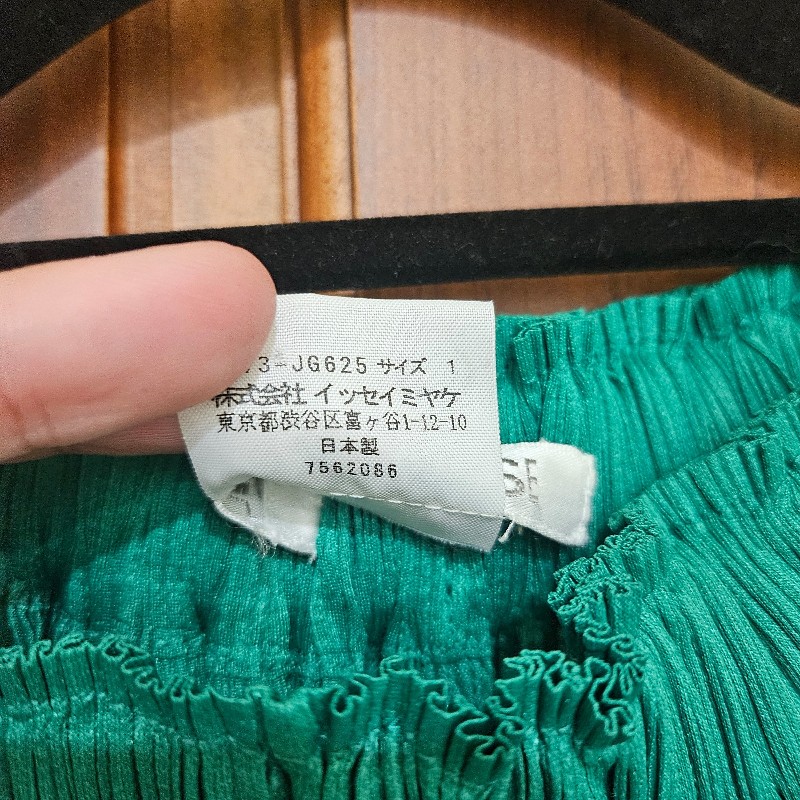 3-JG625 サイズ 1
株式会社 イッセイミヤケ
東京都渋谷区富ヶ谷1-12-10
日本製
7562086
SE